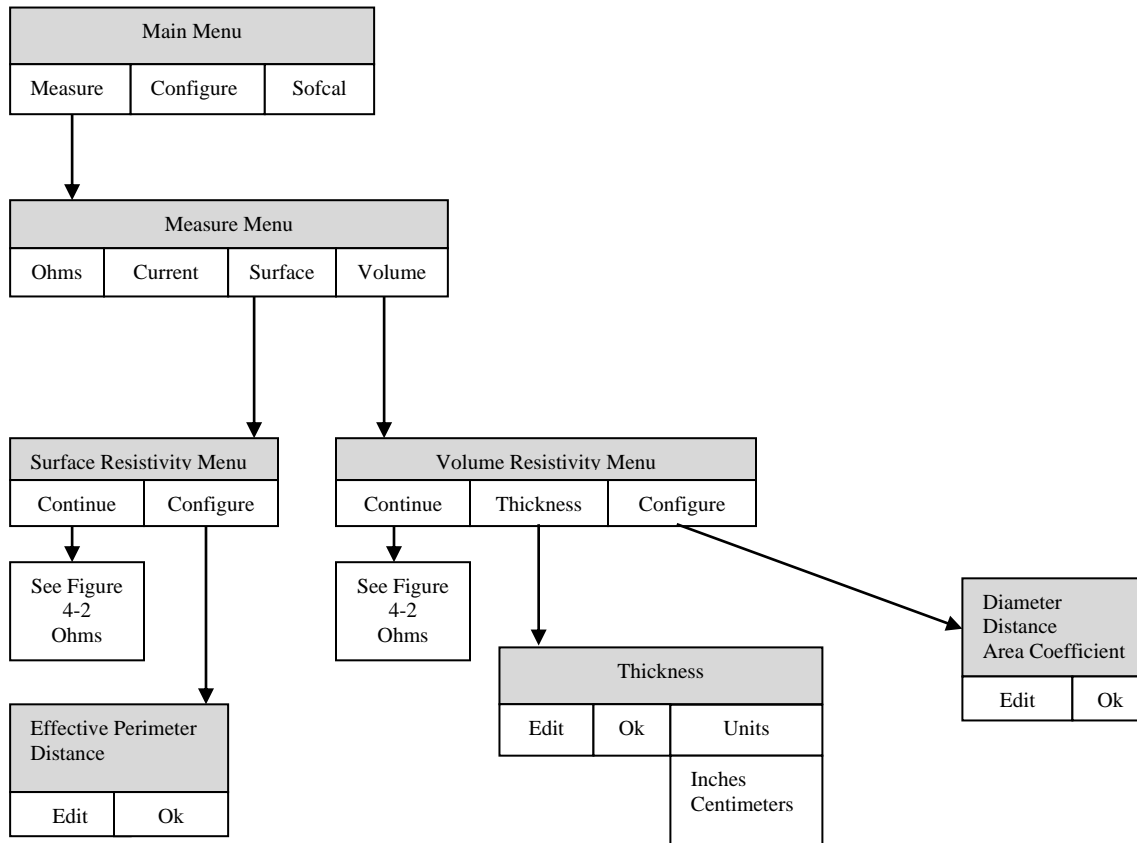 Main Menu
Measure Configure Sofcal
Measure Menu
Ohms Current Surface Volume
Surface Resistivity Menu
Continue Configure
See Figure
4-2
Ohms
Effective Perimeter
Distance
Edit Ok
Volume Resistivity Menu
Continue Thickness Configure
See Figure
4-2
Ohms
Thickness
Edit Ok Units
Inches
Centimeters
Diameter
Distance
Area Coefficient
Edit Ok